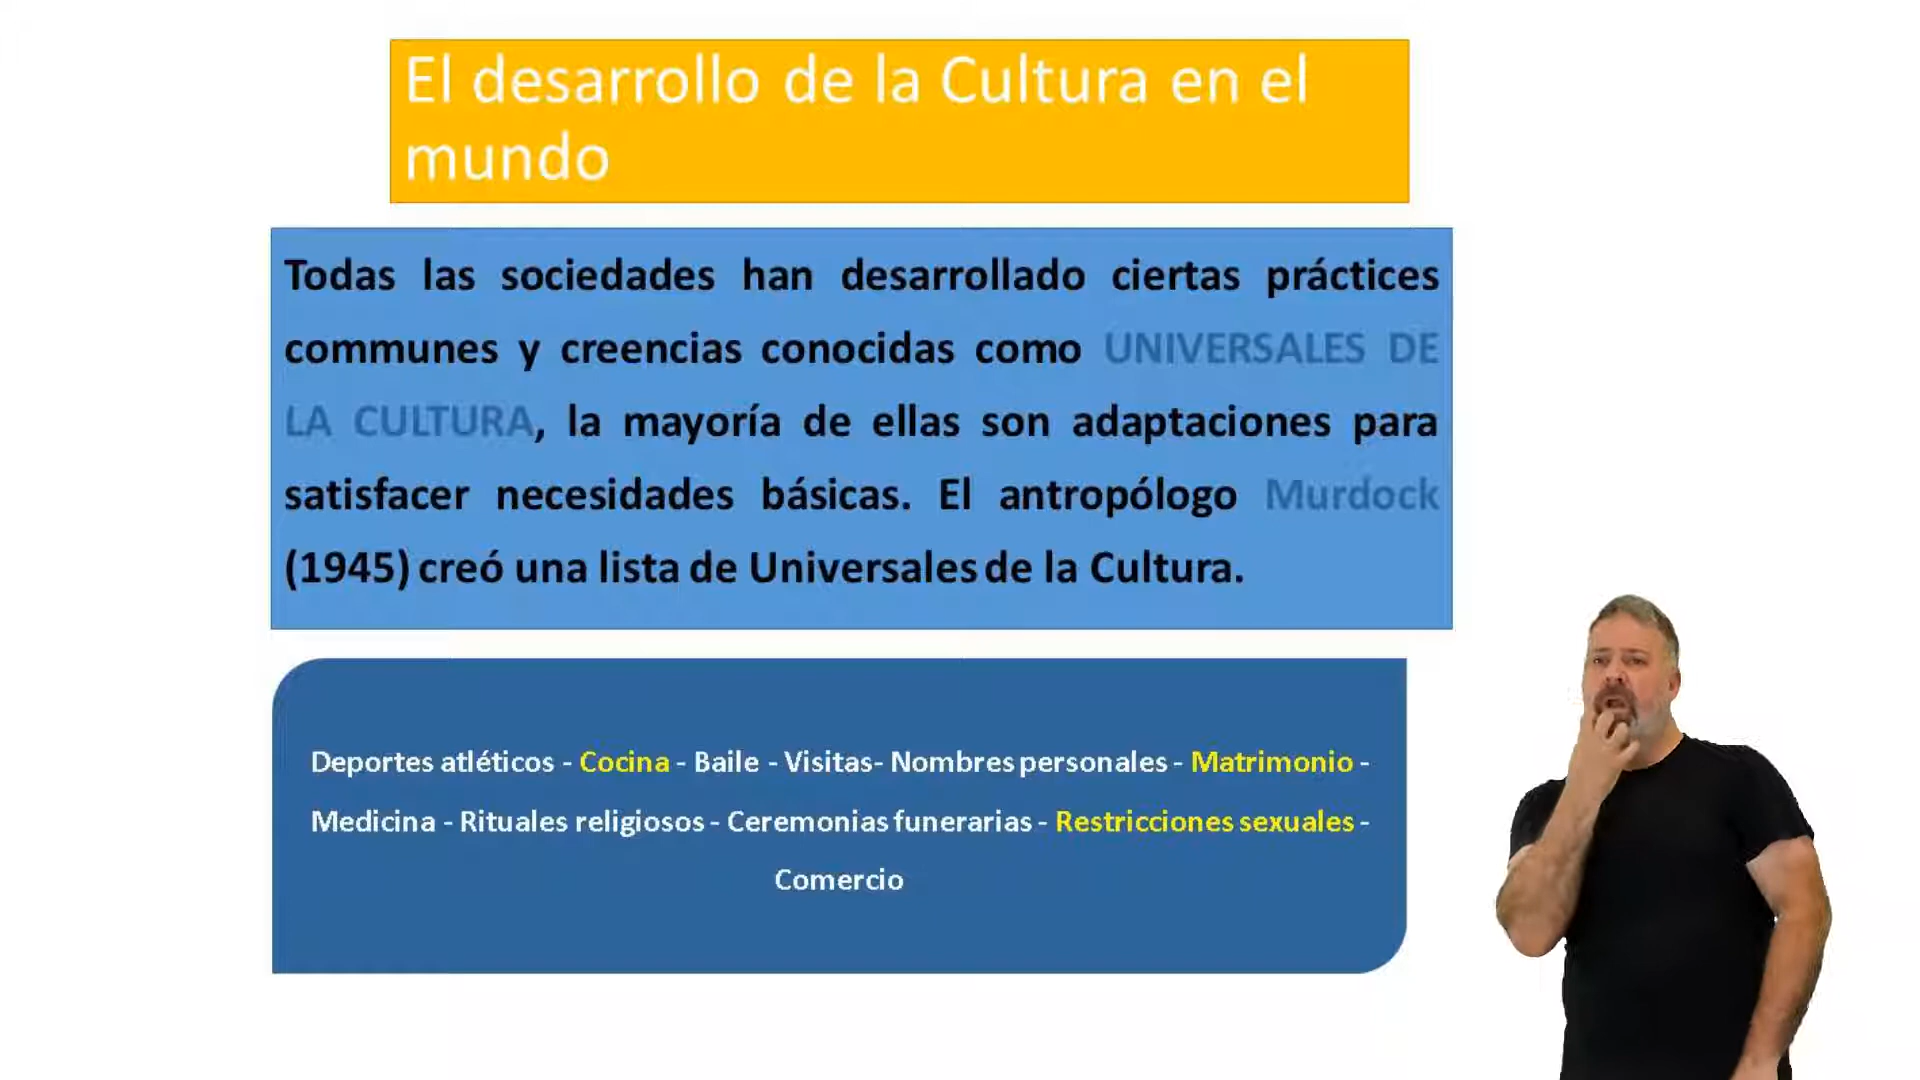 El desarrollo de la Cultura en el
mundo
Todas las sociedades han desarrollado ciertas práctices
communes y creencias conocidas como UNIVERSALES DE
LA CULTURA, la mayoría de ellas son adaptaciones para
satisfacer necesidades básicas. El antropólogo Murdock
(1945) creó una lista de Universales de la Cultura.
Deportes atléticos - Cocina - Baile - Visitas- Nombres personales - Matrimonio -
Medicina - Rituales religiosos - Ceremonias funerarias - Restricciones sexuales -
Comercio